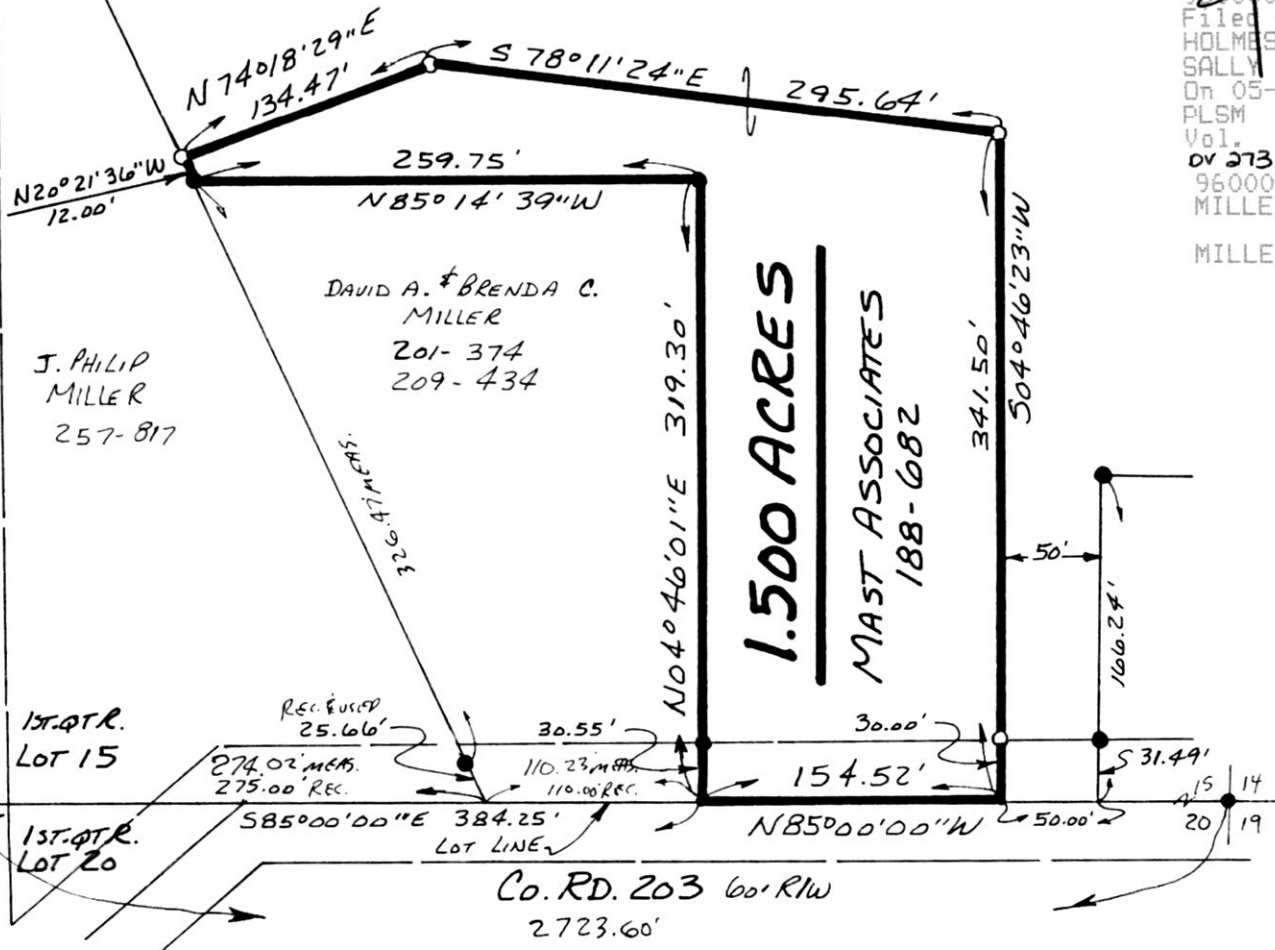 N 74°18'29"E
134.47'
S 78°11'24"E
295.64'
File
HOLMES
SALLY
On 05-
PLSM
Vol.
DV 273
96000
MILLE
MILLE
N20°21'36"W
12.00'
259.75'
N85°14'39"W
DAVID A. & BRENDA C.
MILLER
201-374
209-434
J. PHILIP
MILLER
257-817
326.47 MEAS.
N04°46'01"E 319.30'
1.500 ACRES
MAST ASSOCIATES
188-682
341.50'
S04°46'23"W
50'
166.24'
1ST.QTR.
LOT 15
REC. & USED
25.66'
30.55'
30.00'
274.02' MEAS.
275.00' REC.
110.23 MEAS.
110.00 REC.
154.52'
S 31.49'
15 14
1ST.QTR.
LOT 20
S85°00'00"E 384.25'
LOT LINE
N85°00'00"W
50.00'
20 19
CO. RD. 203 60' R/W
2723.60'